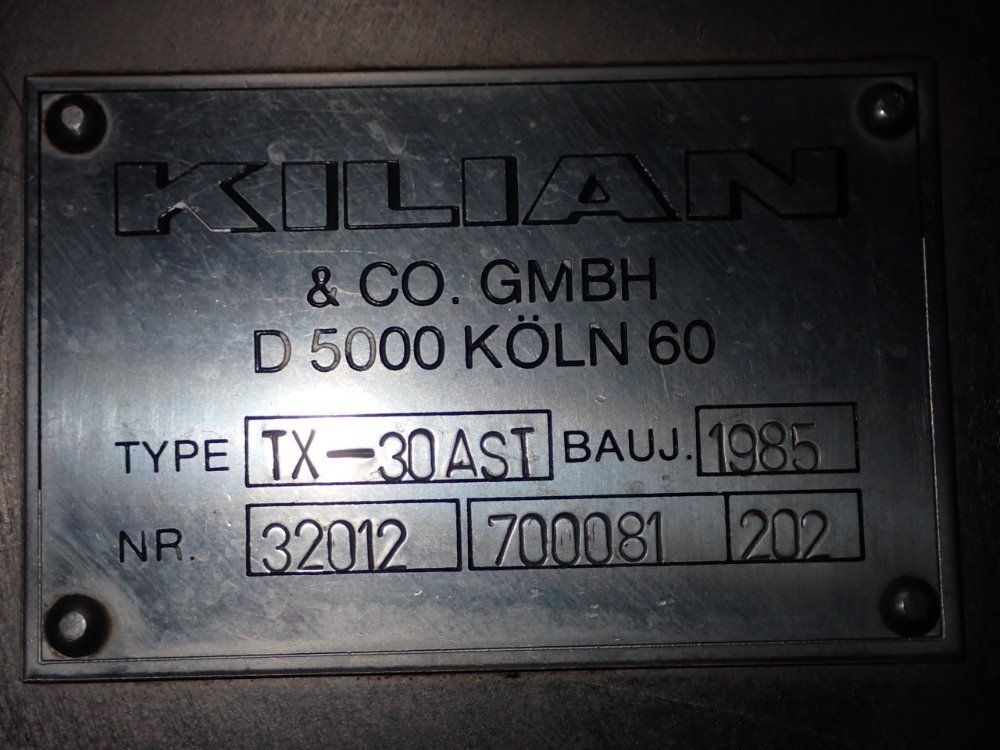 KILIAN
& CO. GMBH
D 5000 KÖLN 60
TYPE TX-30AST BAUJ. 1985
NR. 32012 700081 202